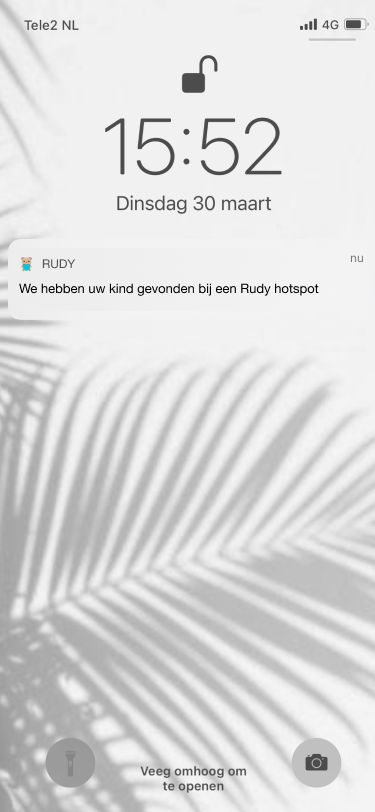 Tele2 NL 4G
15:52
Dinsdag 30 maart
RUDY nu
We hebben uw kind gevonden bij een Rudy hotspot
Veeg omhoog om
te openen